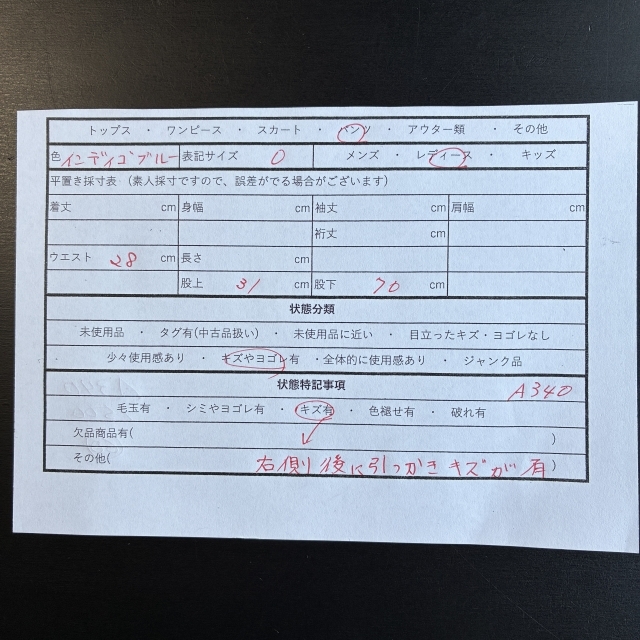 トップス ・ ワンピース ・ スカート ・ パンツ ・ アウター類 ・ その他
色 インディゴブルー 表記サイズ 0 メンズ ・ レディース ・ キッズ
平置き採寸表（素人採寸ですので、誤差がでる場合がございます）
着丈 cm 身幅 cm 袖丈 cm 肩幅 cm
裄丈 cm
ウエスト 28 cm 長さ cm
股上 31 cm 股下 70 cm
状態分類
未使用品 ・ タグ有(中古品扱い) ・ 未使用品に近い ・ 目立ったキズ・ヨゴレなし
少々使用感あり ・ キズやヨゴレ有 ・全体的に使用感あり ・ ジャンク品
状態特記事項 A340
毛玉有 ・ シミやヨゴレ有 ・ キズ有 ・ 色褪せ有 ・ 破れ有
欠品商品有( )
その他( 右側後に引っかきキズが有 )